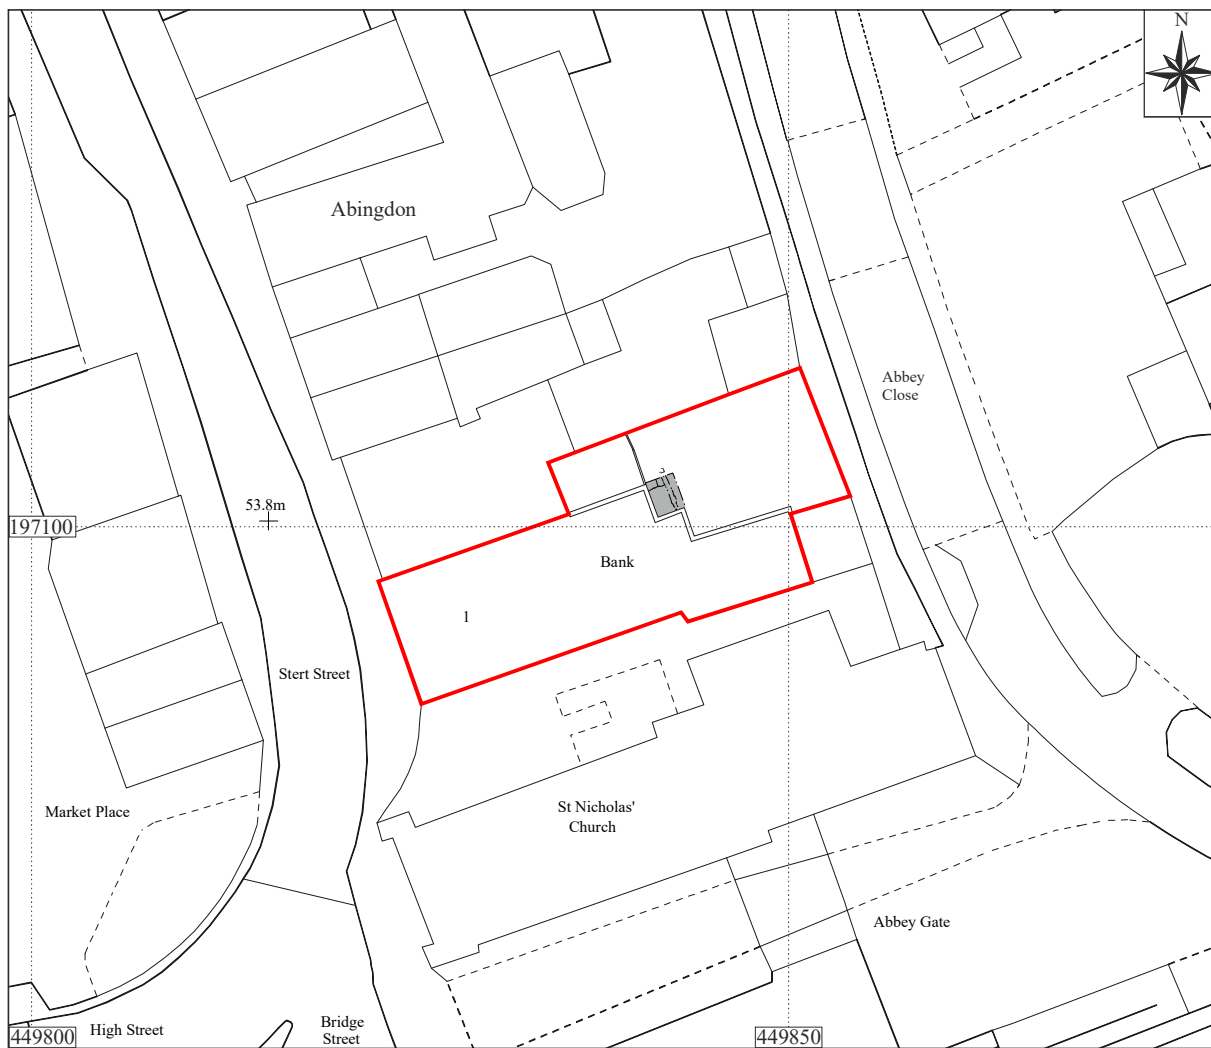 N
Abingdon
Abbey
Close
53.8m
197100
Bank
1
Stert Street
Market Place
St Nicholas'
Church
Abbey Gate
High Street
Bridge
Street
449800
449850